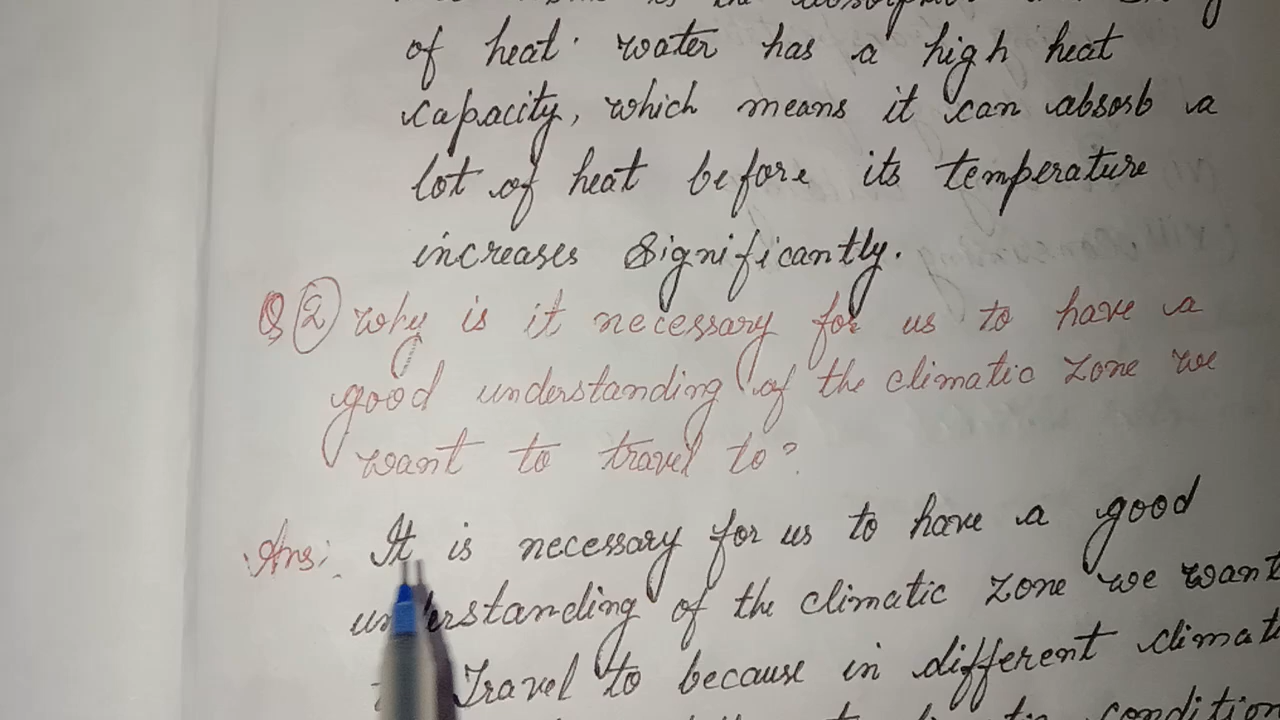 of heat. water has a high heat
capacity, which means it can absorb a
lot of heat before its temperature
increases significantly.
Q② Why is it necessary for us to have a
good understanding of the climatic zone we
want to travel to?
Ans:- It is necessary for us to have a good
understanding of the climatic zone we want
Travel to because in different climat
condition